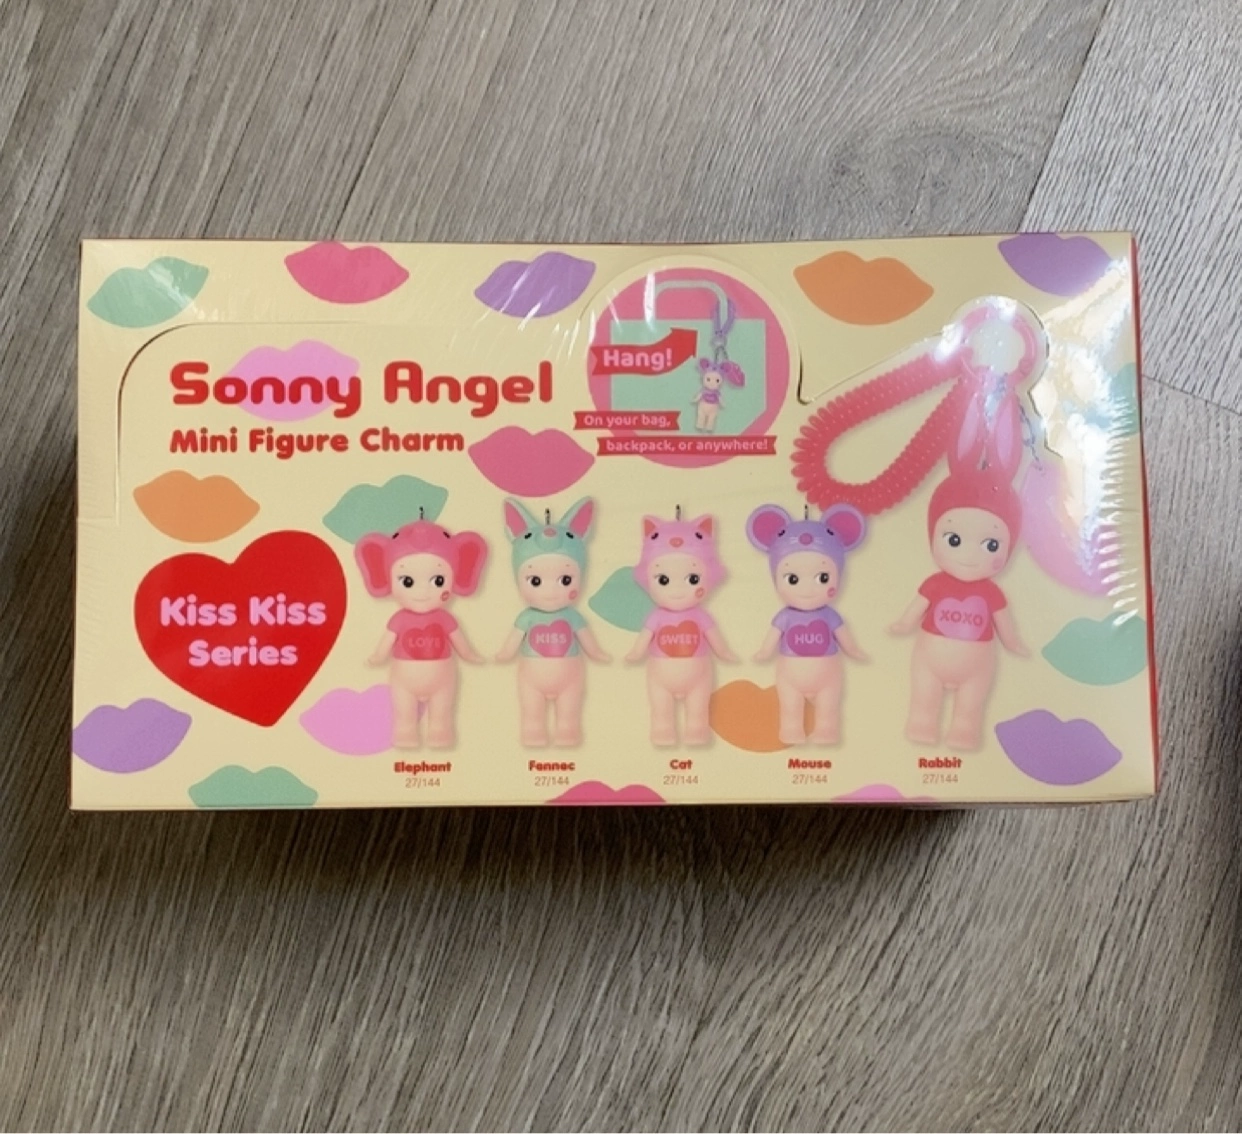 Sonny Angel
Mini Figure Charm
Hang!
On your bag,
backpack, or anywhere!
Kiss Kiss
Series
LOVE
KISS
SWEET
HUG
XOXO
Elephant
27/144
Fennec
27/144
Cat
27/144
Mouse
27/144
Rabbit
27/144